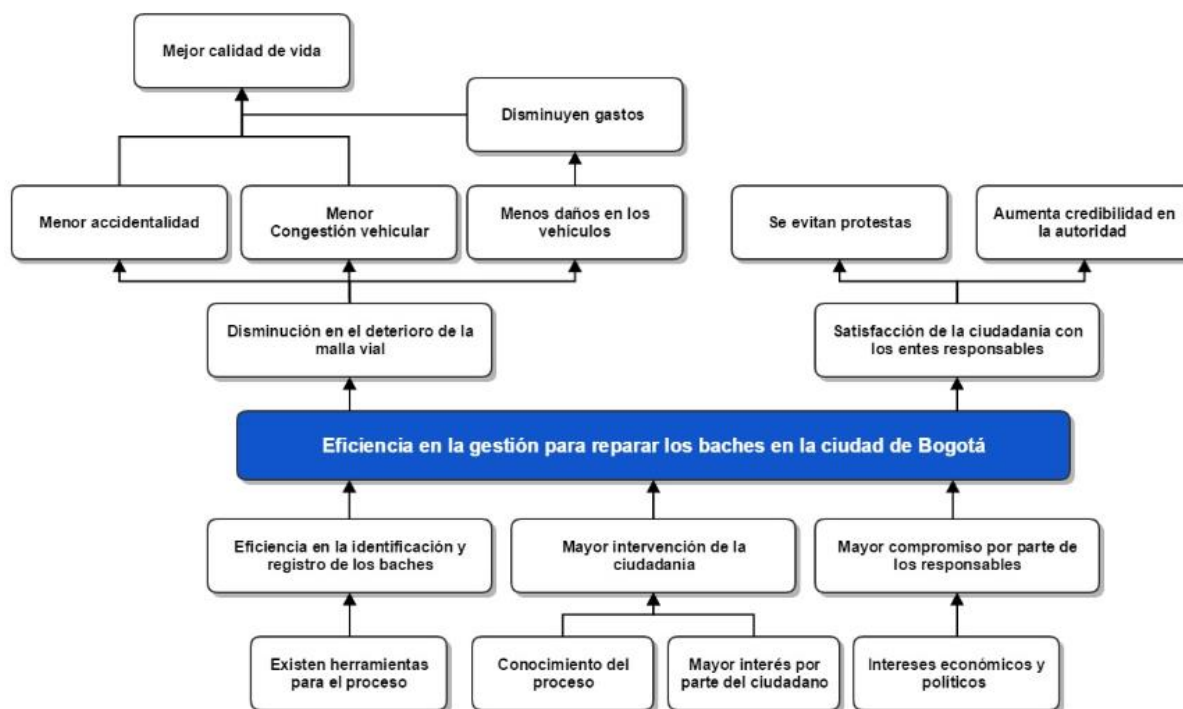 Mejor calidad de vida
Disminuyen gastos
Menor accidentalidad
Menor
Congestión vehicular
Menos daños en los
vehículos
Se evitan protestas
Aumenta credibilidad en
la autoridad
Disminución en el deterioro de la
malla vial
Satisfacción de la ciudadanía con
los entes responsables
Eficiencia en la gestión para reparar los baches en la ciudad de Bogotá
Eficiencia en la identificación y
registro de los baches
Mayor intervención de la
ciudadanía
Mayor compromiso por parte de
los responsables
Existen herramientas
para el proceso
Conocimiento del
proceso
Mayor interés por
parte del ciudadano
Intereses económicos y
políticos